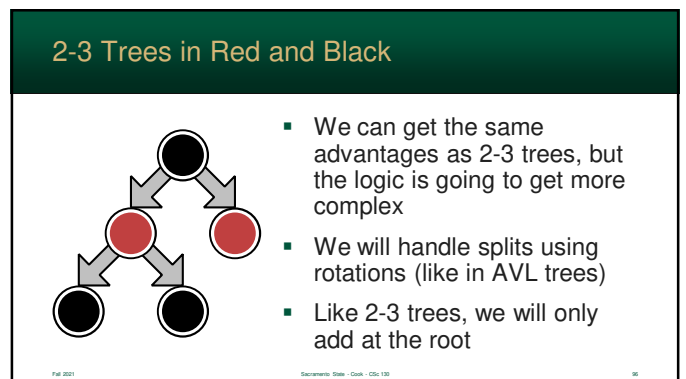 2-3 Trees in Red and Black
▪ We can get the same
advantages as 2-3 trees, but
the logic is going to get more
complex
▪ We will handle splits using
rotations (like in AVL trees)
▪ Like 2-3 trees, we will only
add at the root
Fall 2021
Sacramento State - Cook - CSc 130
96